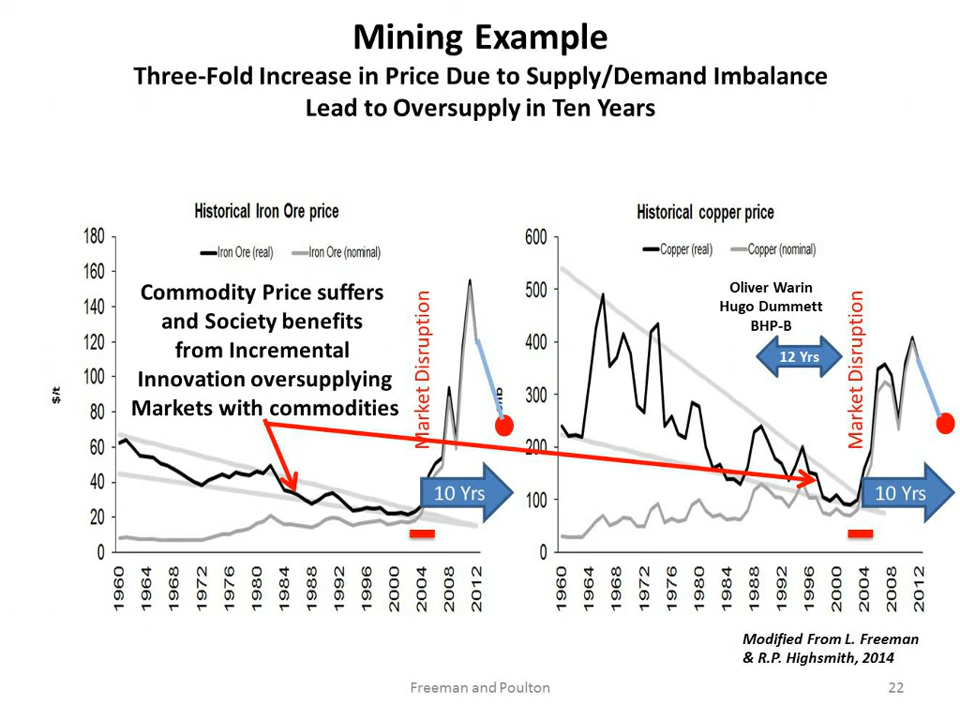 Mining Example
Three-Fold Increase in Price Due to Supply/Demand Imbalance
Lead to Oversupply in Ten Years
Historical Iron Ore price
Iron Ore (real)
Iron Ore (nominal)
$/t
180
160
140
120
100
80
60
40
20
0
1960
1964
1968
1972
1976
1980
1984
1988
1992
1996
2000
2004
2008
2012
Commodity Price suffers
and Society benefits
from Incremental
Innovation oversupplying
Markets with commodities
Market Disruption
10 Yrs
Historical copper price
Copper (real)
Copper (nominal)
600
500
400
300
200
100
0
1960
1964
1968
1972
1976
1980
1984
1988
1992
1996
2000
2004
2008
2012
Oliver Warin
Hugo Dummett
BHP-B
12 Yrs
Market Disruption
10 Yrs
Modified From L. Freeman
& R.P. Highsmith, 2014
Freeman and Poulton
22